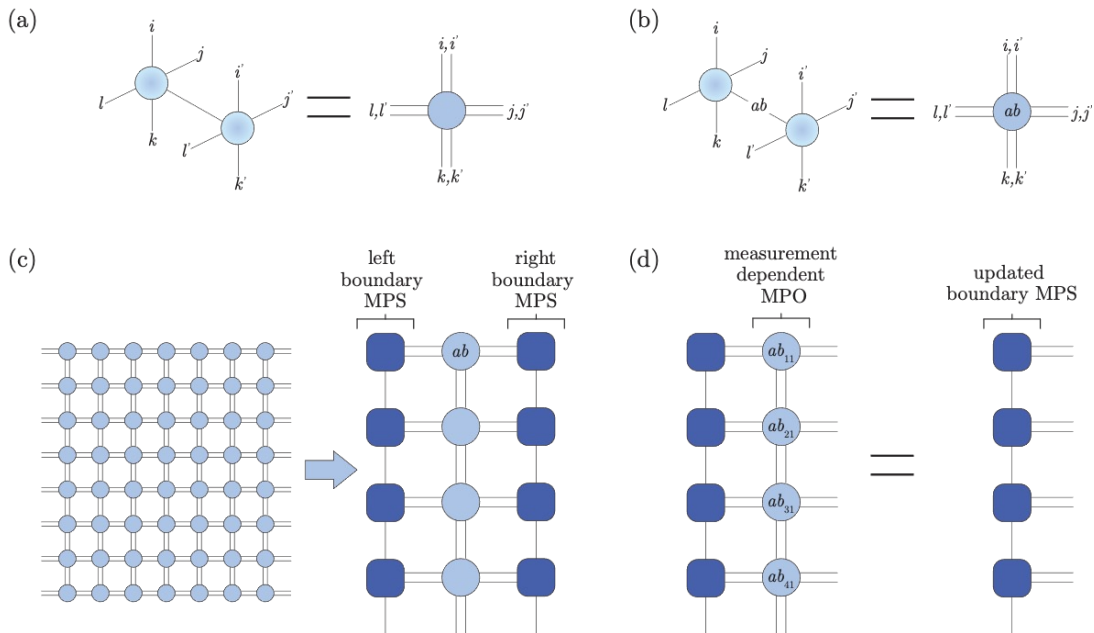 (a)
i
j
l
k
i'
j'
l'
k'
i,i'
l,l'
j,j'
k,k'
(b)
i
j
l
ab
k
i'
j'
l'
k'
i,i'
l,l'
ab
j,j'
k,k'
(c)
left
boundary
MPS
right
boundary
MPS
ab
(d)
measurement
dependent
MPO
updated
boundary MPS
ab11
ab21
ab31
ab41